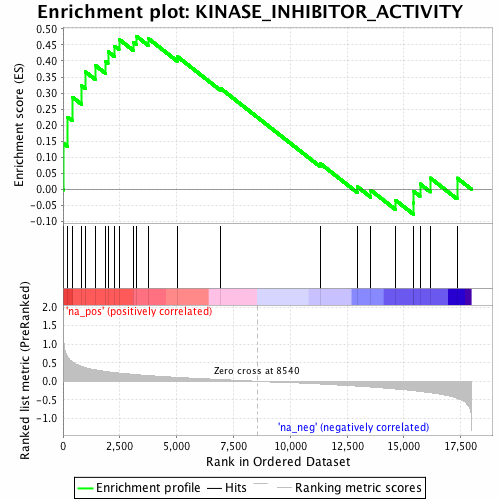 Enrichment plot: KINASE_INHIBITOR_ACTIVITY
Enrichment score (ES)
0.50
0.45
0.40
0.35
0.30
0.25
0.20
0.15
0.10
0.05
0.00
-0.05
-0.10
'na_pos' (positively correlated)
Ranked list metric (PreRanked)
2.0
1.5
1.0
0.5
0.0
-0.5
-1.0
Zero cross at 8540
'na_neg' (negatively correlated)
0 2,500 5,000 7,500 10,000 12,500 15,000 17,500
Rank in Ordered Dataset
Enrichment profile Hits Ranking metric scores